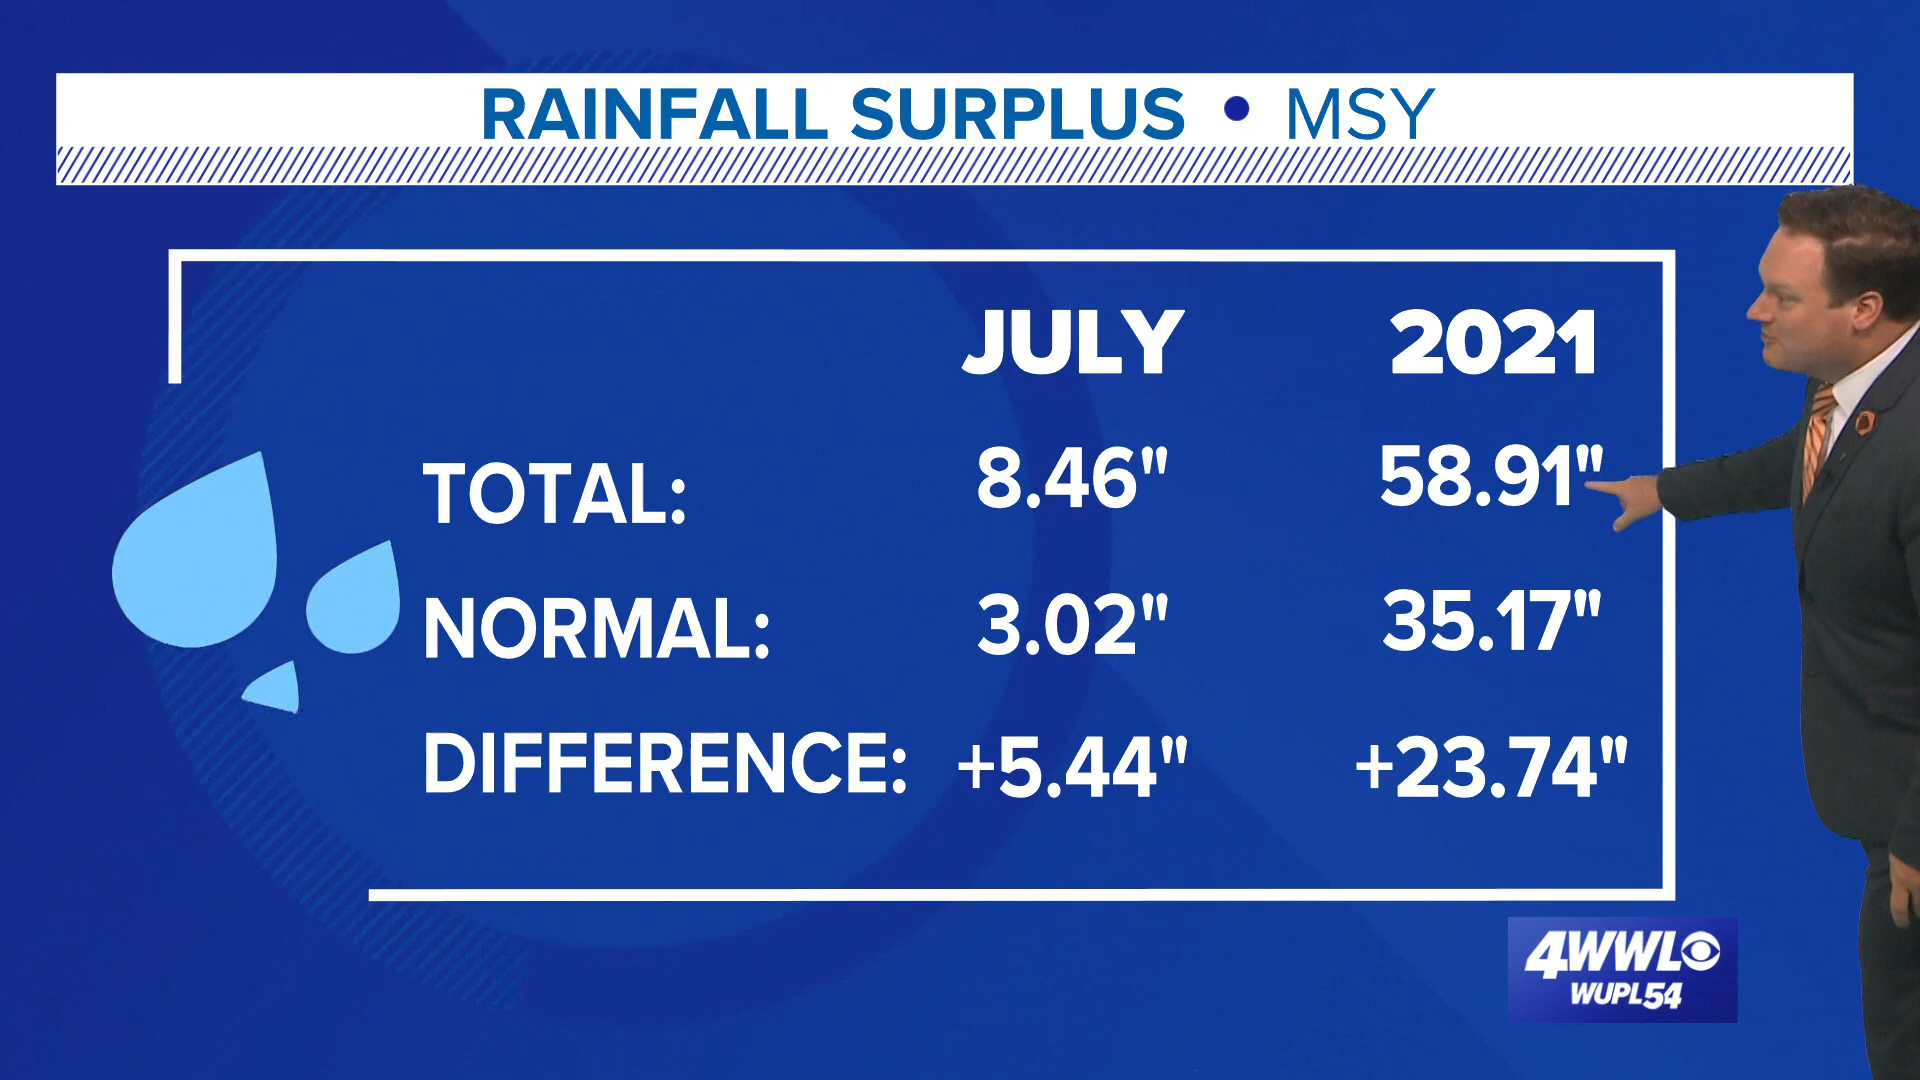 RAINFALL SURPLUS • MSY
JULY 2021
TOTAL: 8.46" 58.91"
NORMAL: 3.02" 35.17"
DIFFERENCE: +5.44" +23.74"
4WWL
WUPL54